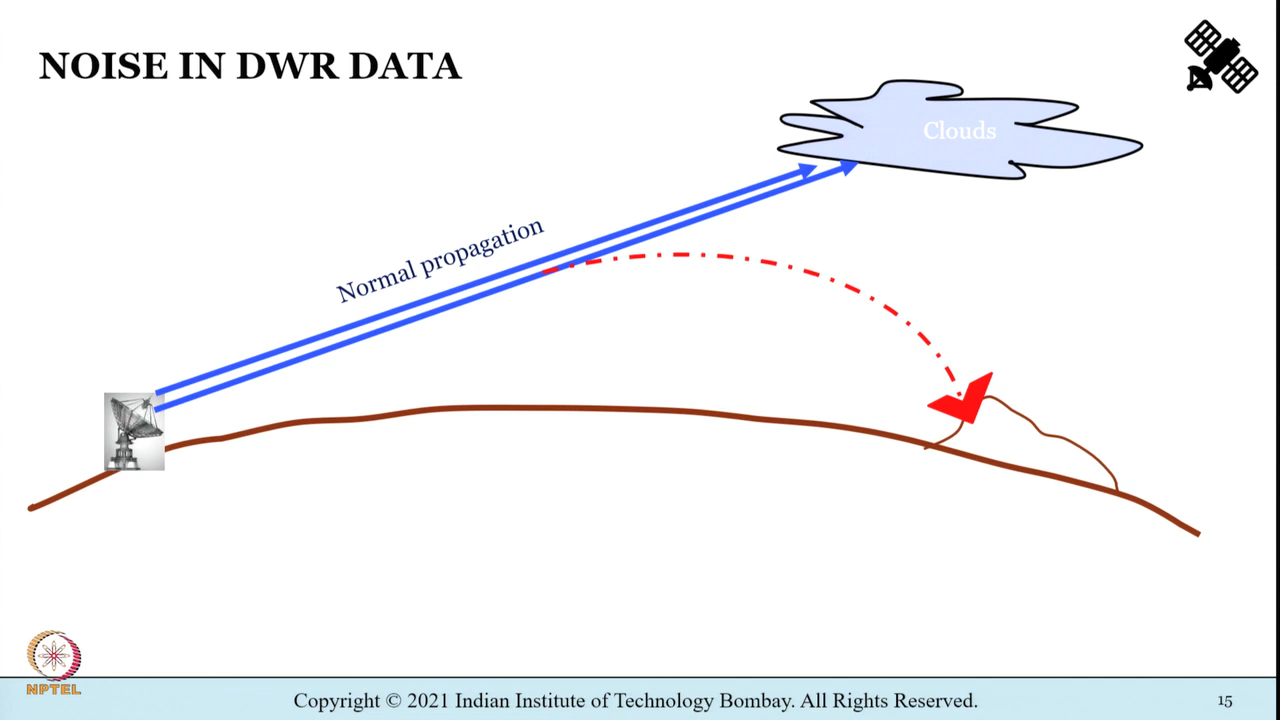 NOISE IN DWR DATA
Clouds
Normal propagation
NPTEL
Copyright © 2021 Indian Institute of Technology Bombay. All Rights Reserved.
15